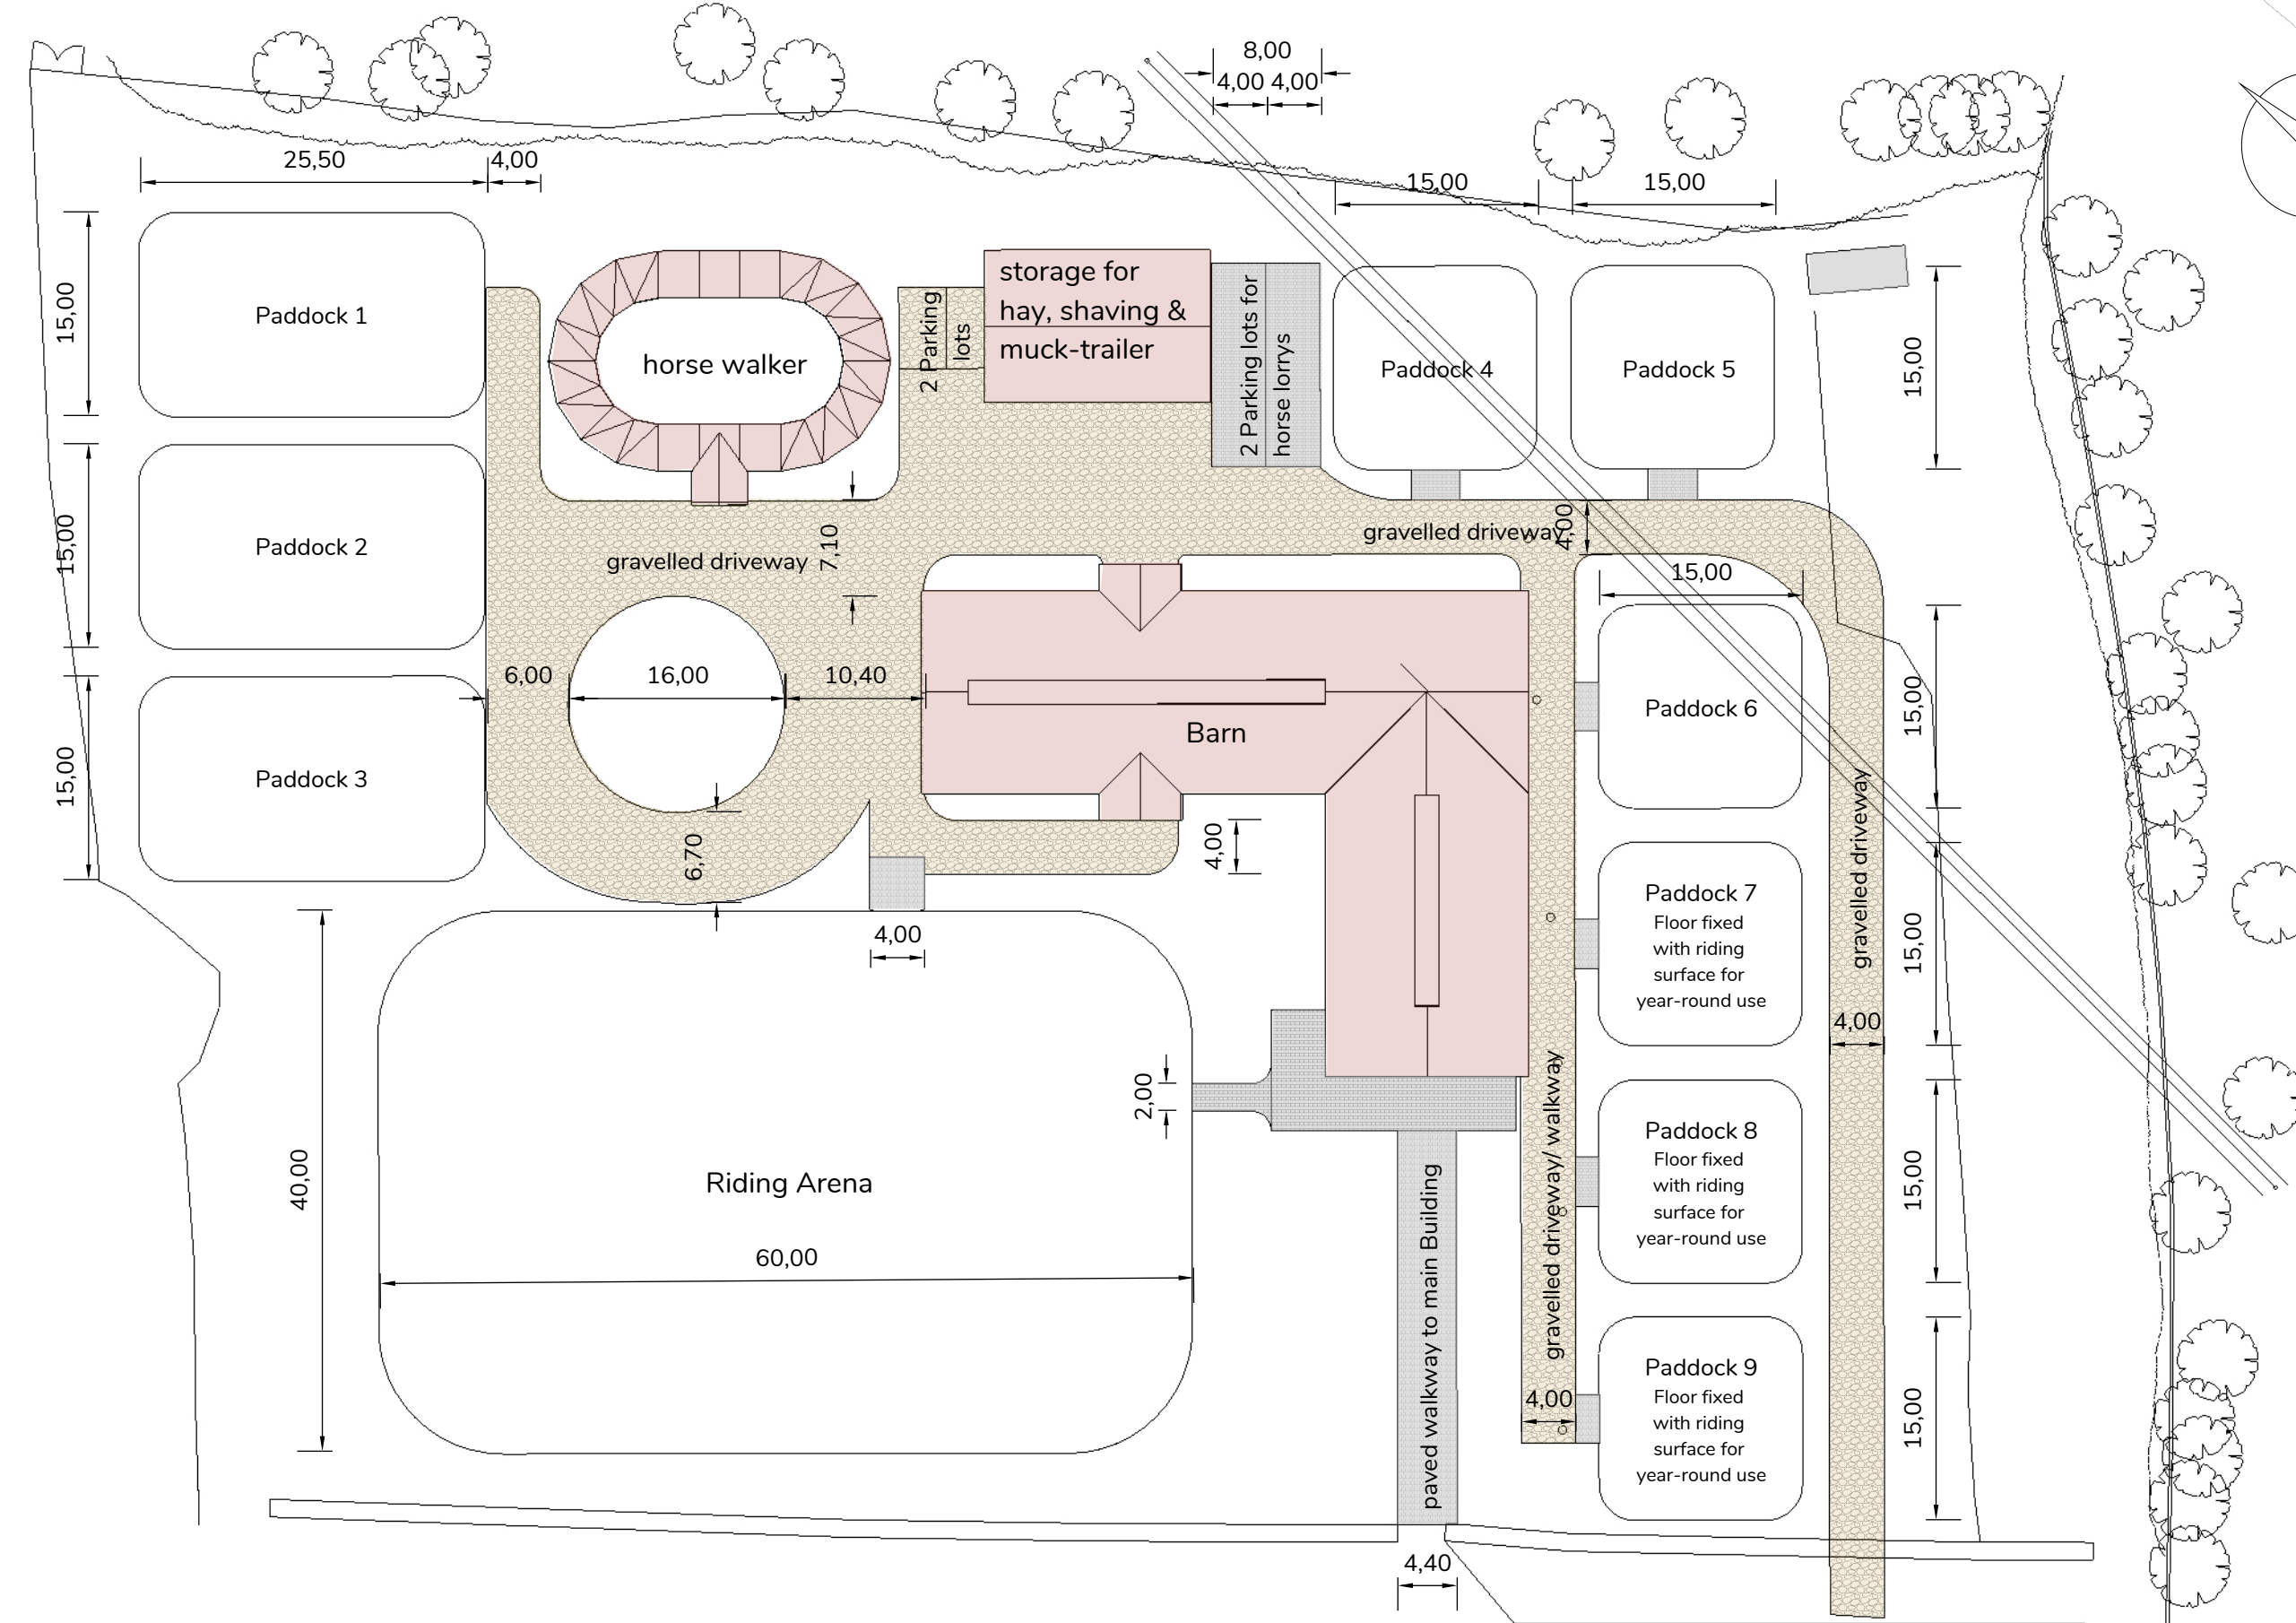 8,00
4,00 4,00
25,50 4,00
15,00 15,00
15,00
Paddock 1
horse walker
2 Parking
lots
storage for
hay, shaving &
muck-trailer
2 Parking lots for
horse lorrys
Paddock 4
Paddock 5
15,00
15,00
Paddock 2
gravelled driveway
7,10
gravelled driveway
4,00
15,00
6,00
16,00
10,40
Barn
Paddock 6
15,00
15,00
Paddock 3
6,70
4,00
gravelled driveway
Paddock 7
Floor fixed
with riding
surface for
year-round use
15,00
4,00
4,00
40,00
Riding Arena
60,00
2,00
paved walkway to main Building
gravelled driveway/ walkway
4,00
Paddock 8
Floor fixed
with riding
surface for
year-round use
15,00
Paddock 9
Floor fixed
with riding
surface for
year-round use
15,00
4,40